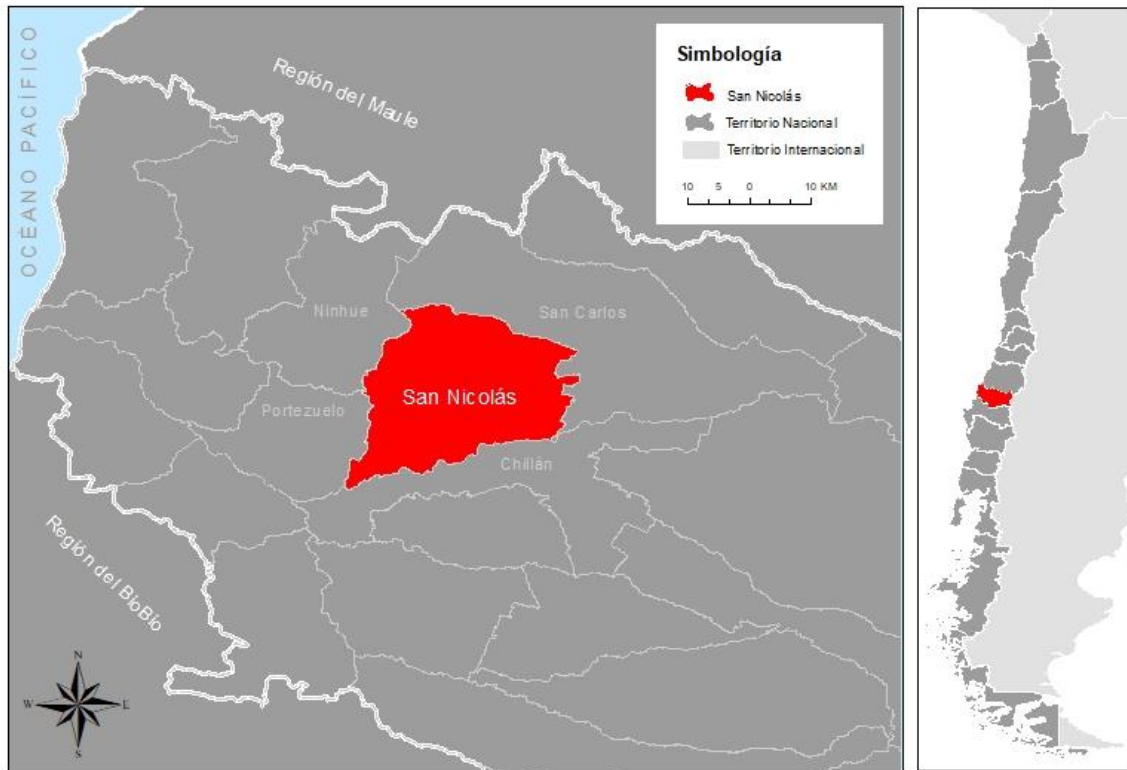 OCÉANO PACÍFICO
Región del Maule
Simbología
San Nicolás
Territorio Nacional
Territorio Internacional
10 5 0 10 KM
Ninhue
San Carlos
San Nicolás
Portezuelo
Chillán
Región del BíoBío
N
W E
S